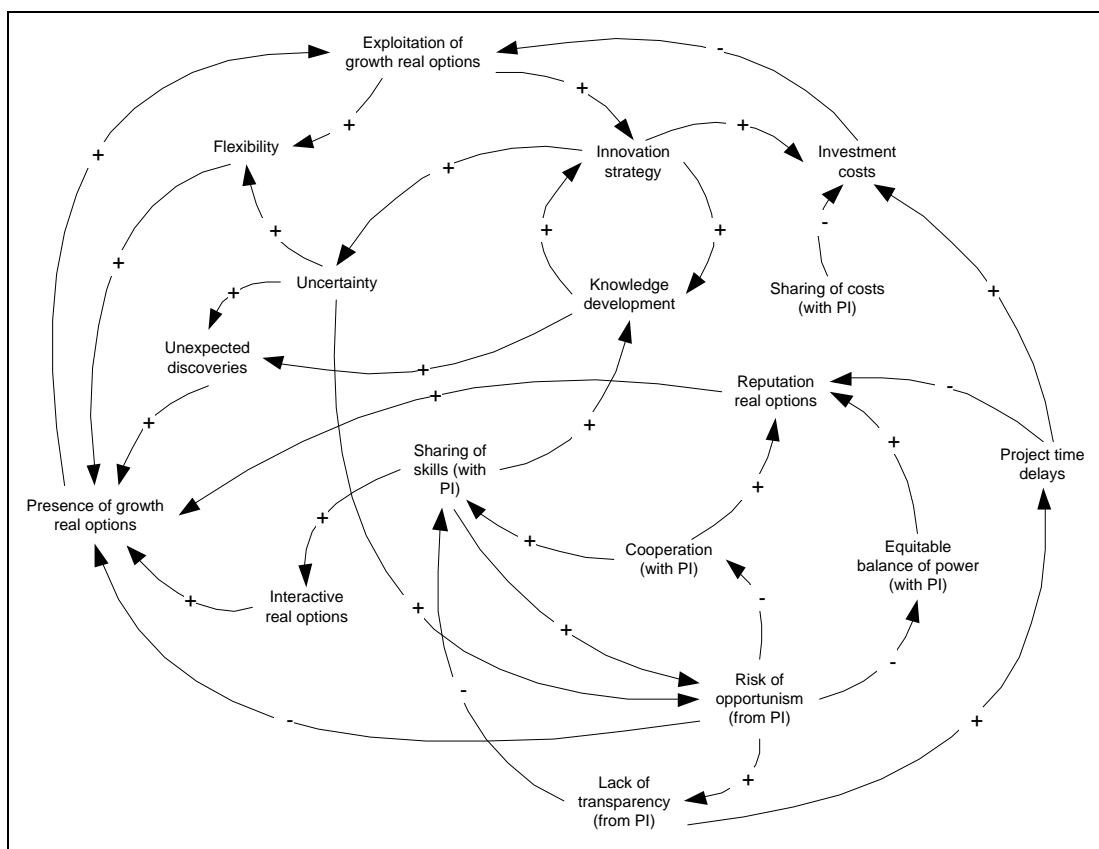 Exploitation of
growth real options
-
+
+
+
+
+
Flexibility
Innovation
strategy
Investment
costs
+
-
+
+
+
+
Uncertainty
Knowledge
development
Sharing of costs
(with PI)
+
+
Unexpected
discoveries
+
Reputation
real options
-
+
+
+
+
Sharing of
skills (with
PI)
Project time
delays
Presence of growth
real options
+
+
+
Cooperation
(with PI)
Equitable
balance of power
(with PI)
Interactive
real options
+
+
-
+
-
-
Risk of
opportunism
(from PI)
-
+
+
Lack of
transparency
(from PI)